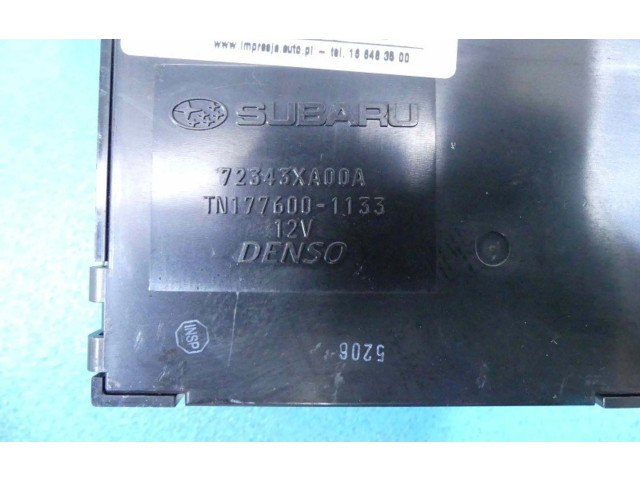 www.impresja.auto.pl - tel. 16 648 38 00
SUBARU
72343XA00A
TN177600-1133
12V
DENSO
INSP
5206